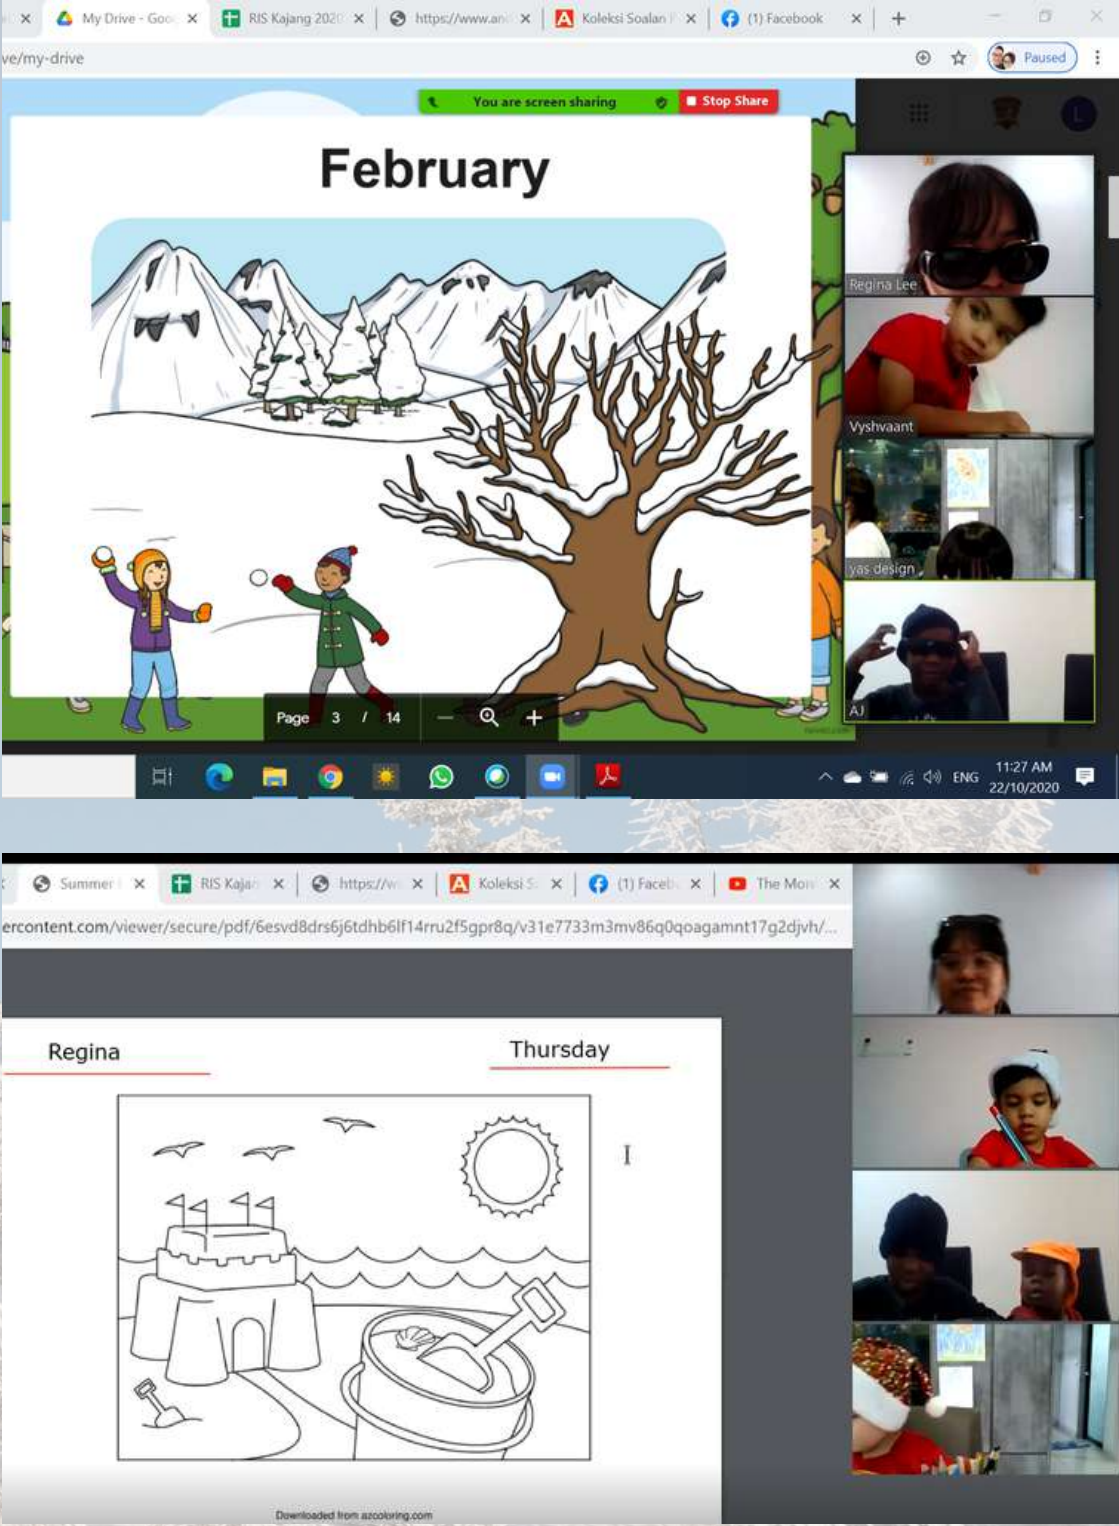 My Drive - Goo
RIS Kajang 2020
https://www.an
Koleksi Soalan
(1) Facebook
ve/my-drive
Paused
You are screen sharing
Stop Share
L
February
Regina Lee
Vyshvaant
yas design
AJ
Page 3 / 14
ENG
11:27 AM
22/10/2020
Summer
RIS Kajan
https://w
Koleksi S
(1) Faceb
The Mon
ercontent.com/viewer/secure/pdf/6esvd8drs6j6tdhb6lf14rru2f5gpr8q/v31e7733m3mv86q0qoagamnt17g2djvh/...
Regina
Thursday
Downloaded from azcoloring.com